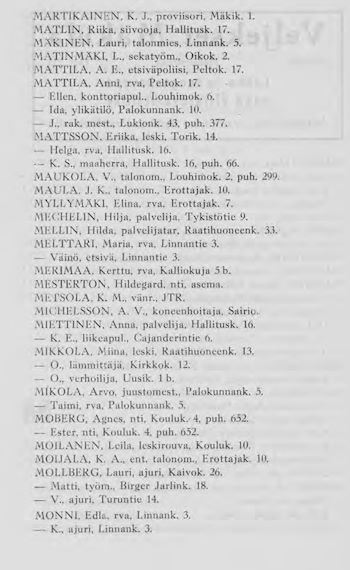 MARTIKAINEN, K. J., proviisori, Mäkik. 1.
MATLIN, Riika, siivooja, Hallitusk. 17.
MÄKINEN, Lauri, talonmies, Linnank. 5.
MATINMÄKI, L., sekatyöm., Oikok. 2.
MATTILA, A. E., etsiväpoliisi, Peltok. 17.
MATTILA, Anni, rva, Peltok. 17.
— Ellen, konttoriapul., Louhimok. 6.
— Ida, ylikätilö, Palokunnank. 10.
— J., rak. mest., Lukionk. 43, puh. 377.
MATTSSON, Eriika, leski, Torik. 14.
— Helga, rva, Hallitusk. 16.
— K. S., maaherra, Hallitusk. 16, puh. 66.
MAUKOLA, V., talonom., Louhimok. 2, puh. 299.
MAULA, J. K., talonom., Erottajak. 10.
MYLLYMÄKI, Elina, rva, Erottajak. 7.
MECHELIN, Hilja, palvelija, Tykistötie 9.
MELLIN, Hilda, palvelijatar, Raatihuoneenk. 33.
MELTTARI, Maria, rva, Linnantie 3.
— Väinö, etsivä, Linnantie 3.
MERIMAA, Kerttu, rva, Kalliokuja 5 b.
MESTERTON, Hildegard, nti, asema.
METSOLA, K. M., vänr., JTR.
MICHELSSON, A. V., koneenhoitaja, Sairio.
MIETTINEN, Anna, palvelija, Hallitusk. 16.
— K. E., liikeapul., Cajanderintie 6.
MIKKOLA, Miina, leski, Raatihuoneenk. 13.
— O., lämmittäjä, Kirkkok. 12.
— O., verhoilija, Uusik. 1 b.
MIKOLA, Arvo, juustomest., Palokunnank. 5.
— Taimi, rva, Palokunnank. 5.
MOBERG, Agnes, nti, Kouluk. 4, puh. 652.
— Ester, nti, Kouluk. 4, puh. 652.
MOILANEN, Leila, leskirouva, Kouluk. 10.
MOIJALA, K. A., ent. talonom., Erottajak. 10.
MOLLBERG, Lauri, ajuri, Kaivok. 26.
— Matti, työm., Birger Jarlink. 18.
— V., ajuri, Turuntie 14.
MONNI, Edla, rva, Linnank. 3.
— K., ajuri, Linnank. 3.